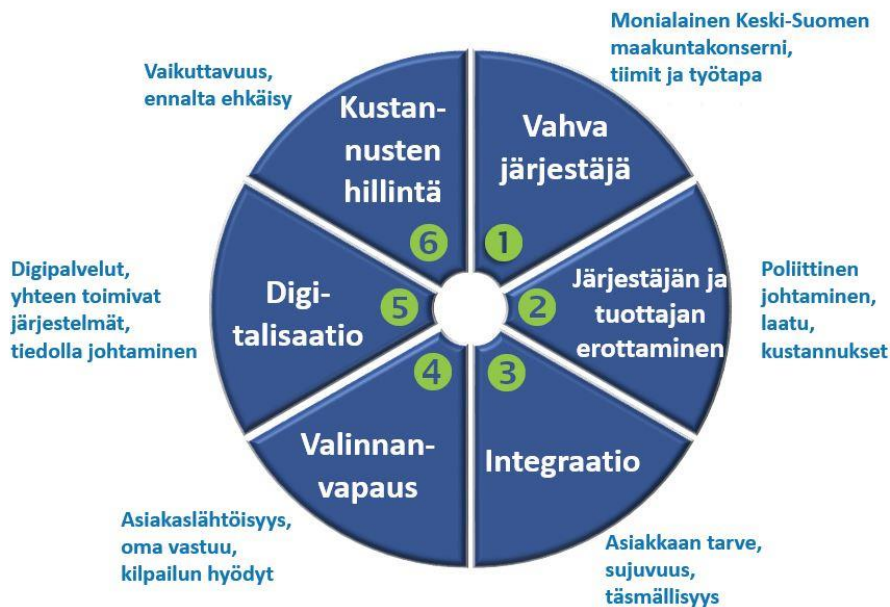 Monialainen Keski-Suomen
maakuntakonserni,
tiimit ja työtapa
Vahva
järjestäjä
1
Järjestäjän ja
tuottajan
erottaminen
2
Poliittinen
johtaminen,
laatu,
kustannukset
3
Integraatio
Asiakkaan tarve,
sujuvuus,
täsmällisyys
4
Valinnan-
vapaus
Asiakaslähtöisyys,
oma vastuu,
kilpailun hyödyt
5
Digi-
talisaatio
Digipalvelut,
yhteen toimivat
järjestelmät,
tiedolla johtaminen
Vaikuttavuus,
ennalta ehkäisy
Kustan-
nusten
hillintä
6